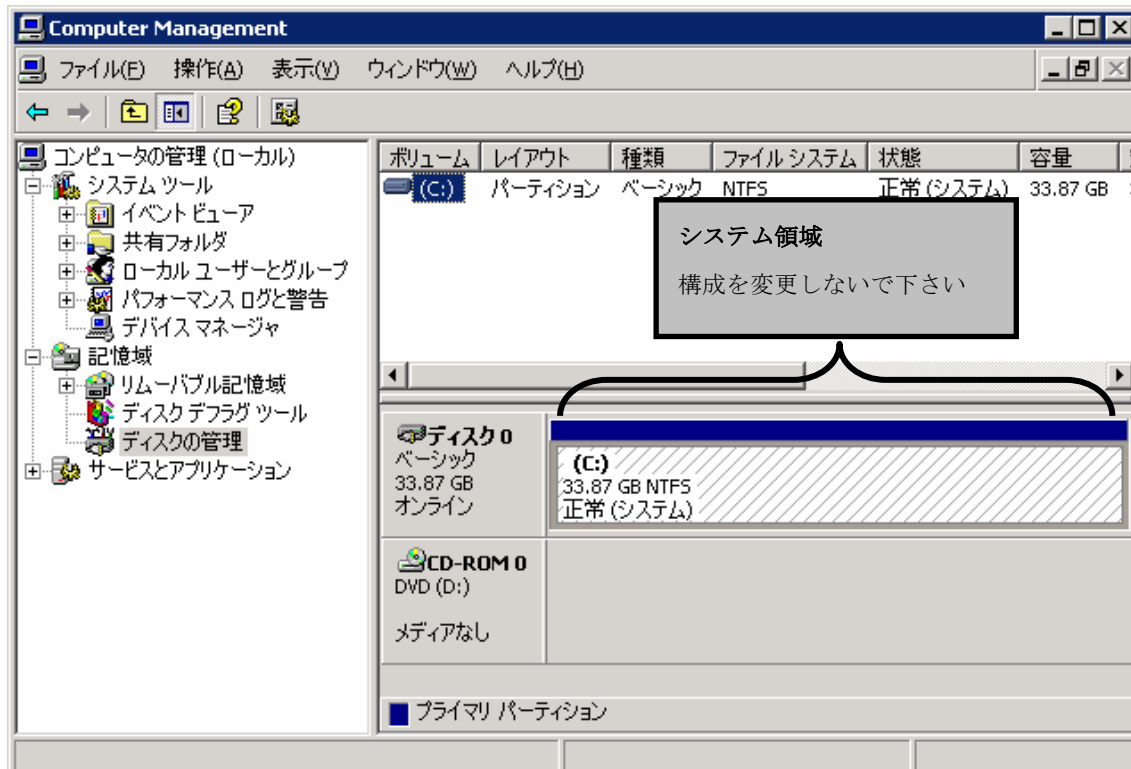 Computer Management
ファイル(F) 操作(A) 表示(V) ウィンドウ(W) ヘルプ(H)
コンピュータの管理 (ローカル)
システム ツール
イベント ビューア
共有フォルダ
ローカル ユーザーとグループ
パフォーマンス ログと警告
デバイス マネージャ
記憶域
リムーバブル記憶域
ディスク デフラグ ツール
ディスクの管理
サービスとアプリケーション
ボリューム レイアウト 種類 ファイル システム 状態 容量
(C:) パーティション ベーシック NTFS 正常 (システム) 33.87 GB
システム領域
構成を変更しないで下さい
ディスク 0
ベーシック
33.87 GB
オンライン
(C:)
33.87 GB NTFS
正常 (システム)
CD-ROM 0
DVD (D:)
メディアなし
プライマリ パーティション